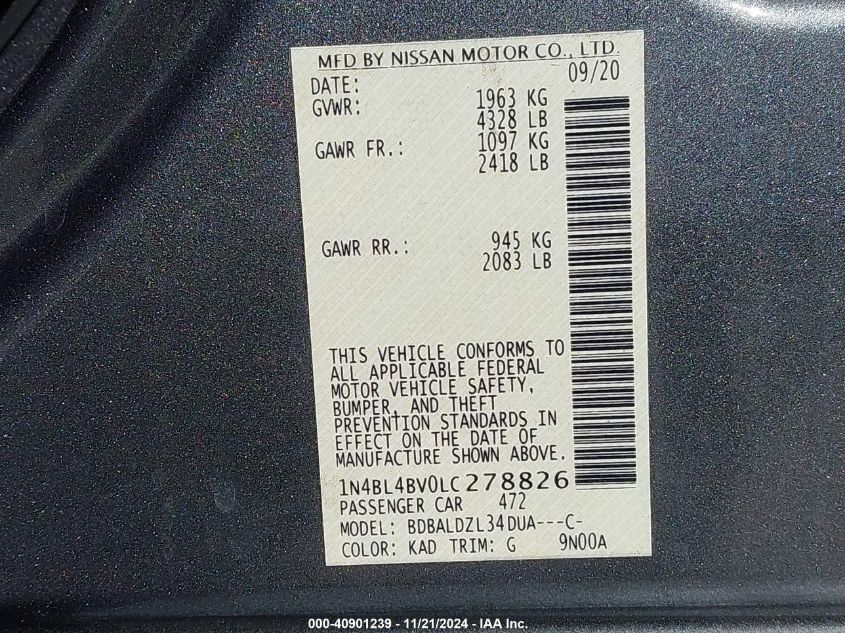 MFD BY NISSAN MOTOR CO., LTD.
DATE: 09/20
GVWR: 1963 KG
4328 LB
GAWR FR.: 1097 KG
2418 LB
GAWR RR.: 945 KG
2083 LB
THIS VEHICLE CONFORMS TO
ALL APPLICABLE FEDERAL
MOTOR VEHICLE SAFETY,
BUMPER, AND THEFT
PREVENTION STANDARDS IN
EFFECT ON THE DATE OF
MANUFACTURE SHOWN ABOVE.
1N4BL4BV0LC278826
PASSENGER CAR 472
MODEL: BDBALDZL34DUA---C-
COLOR: KAD TRIM: G 9N00A
000-40901239 - 11/21/2024 - IAA Inc.